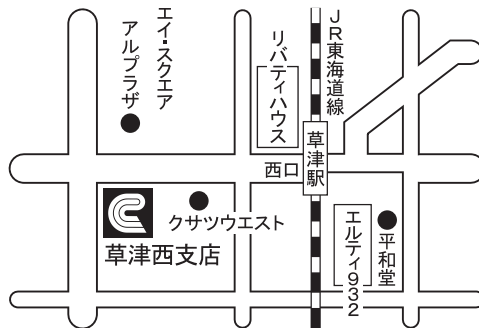 エイ・スクエア
アルプラザ
リバティハウス
JR東海道線
草津駅
西口
クサツウエスト
草津西支店
エルティ932
平和堂